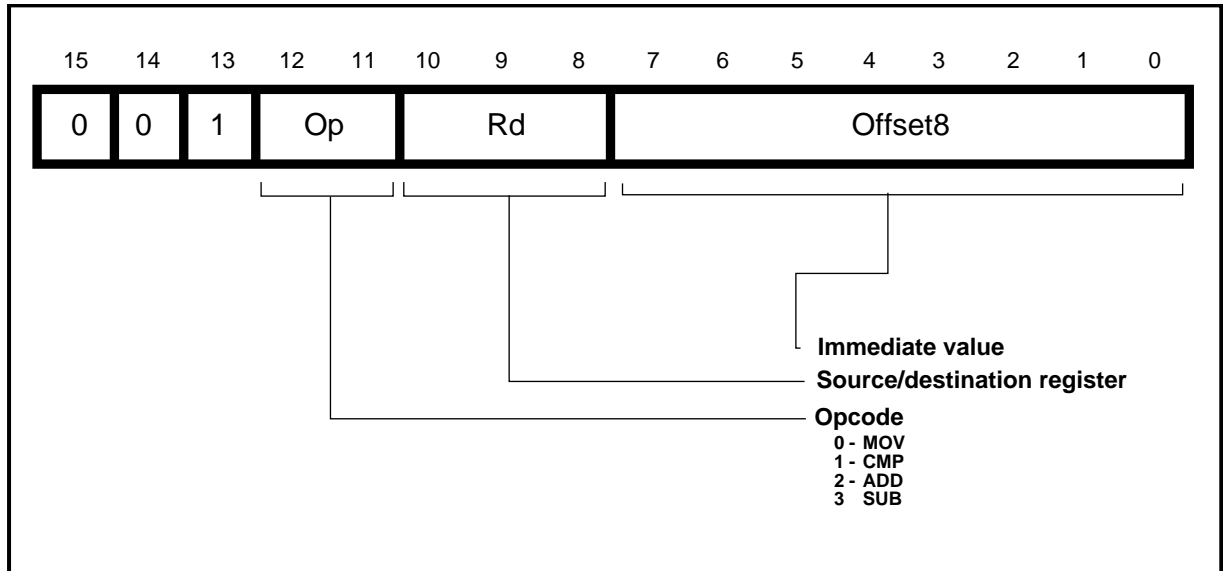 15 14 13 12 11 10 9 8 7 6 5 4 3 2 1 0
0 0 1 Op Rd Offset8
Immediate value
Source/destination register
Opcode
0 - MOV
1 - CMP
2 - ADD
3 SUB